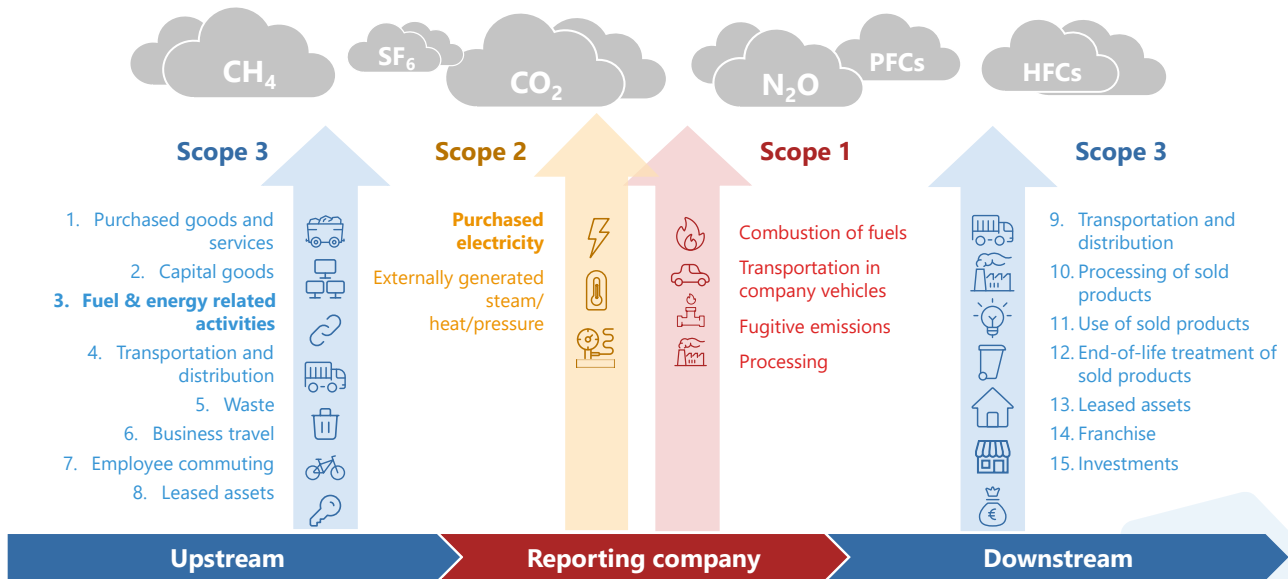 CH₄
SF₆
CO₂
N₂O
PFCs
HFCs
Scope 3
1. Purchased goods and
services
2. Capital goods
3. Fuel & energy related
activities
4. Transportation and
distribution
5. Waste
6. Business travel
7. Employee commuting
8. Leased assets
Scope 2
Purchased
electricity
Externally generated
steam/
heat/pressure
Scope 1
Combustion of fuels
Transportation in
company vehicles
Fugitive emissions
Processing
Scope 3
9. Transportation and
distribution
10. Processing of sold
products
11. Use of sold products
12. End-of-life treatment of
sold products
13. Leased assets
14. Franchise
15. Investments
€
Upstream
Reporting company
Downstream